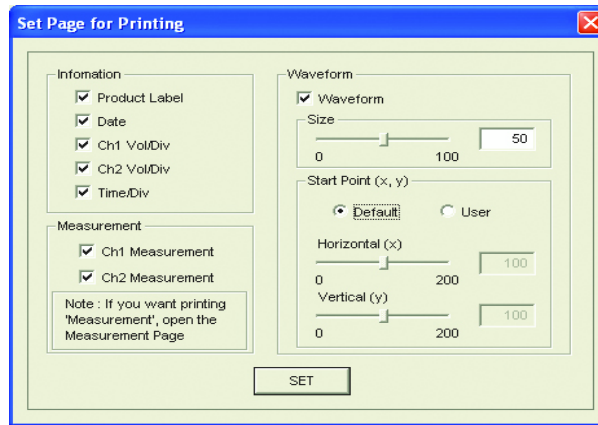 Set Page for Printing
Infomation
Product Label
Date
Ch1 Vol/Div
Ch2 Vol/Div
Time/Div
Measurement
Ch1 Measurement
Ch2 Measurement
Note : If you want printing
'Measurement', open the
Measurement Page
Waveform
Waveform
Size
50
0 100
Start Point (x, y)
Default User
Horizontal (x)
100
0 200
Vertical (y)
100
0 200
SET